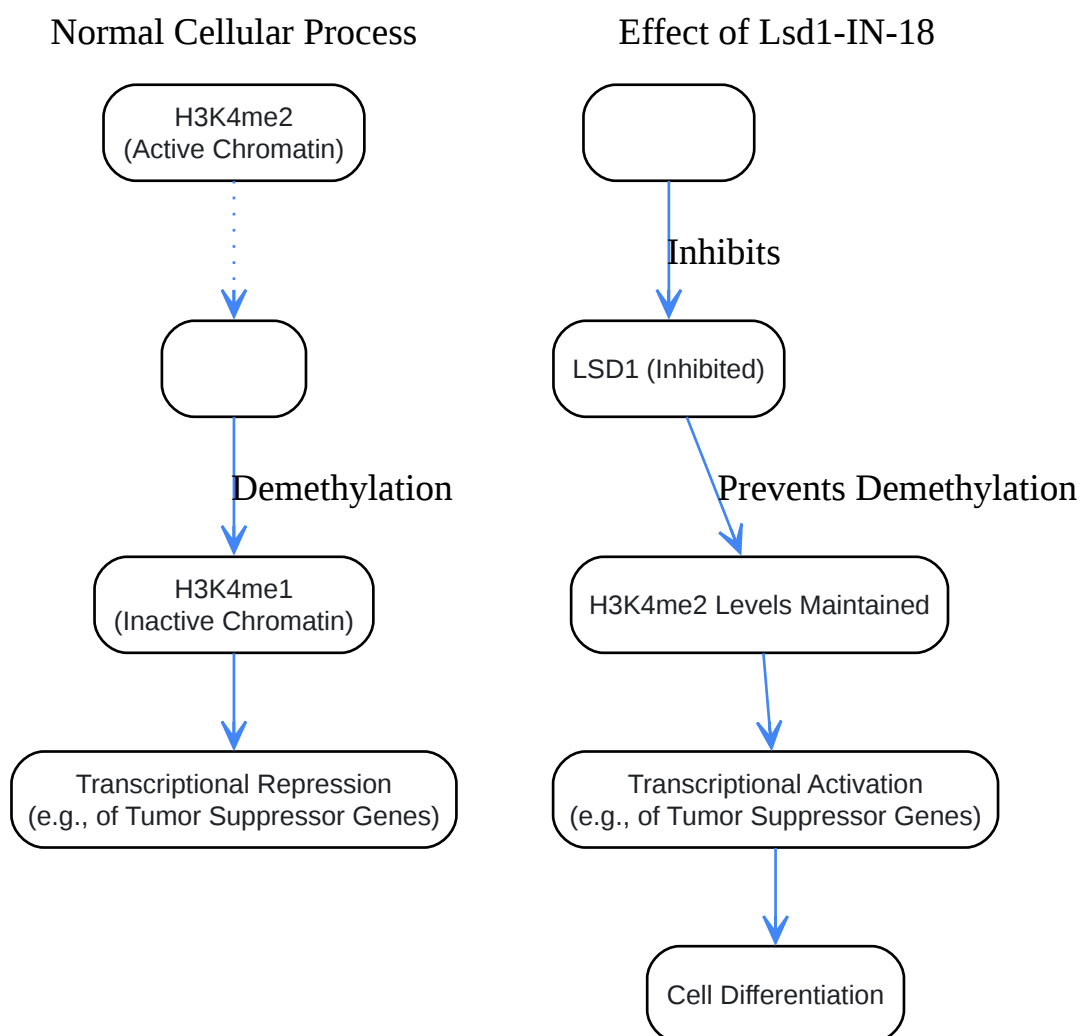 Normal Cellular Process
H3K4me2
(Active Chromatin)
Demethylation
H3K4me1
(Inactive Chromatin)
Transcriptional Repression
(e.g., of Tumor Suppressor Genes)
Effect of Lsd1-IN-18
Inhibits
LSD1 (Inhibited)
Prevents Demethylation
H3K4me2 Levels Maintained
Transcriptional Activation
(e.g., of Tumor Suppressor Genes)
Cell Differentiation